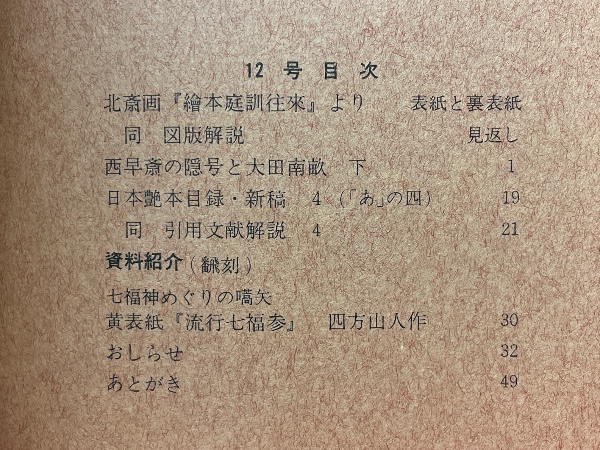 12号目次
北斎画『繪本庭訓往來』より 表紙と裏表紙
同 図版解説 見返し
西早斎の隠号と大田南畝 下 1
日本艶本目録・新稿 4（「あ」の四） 19
同 引用文献解説 4 21
資料紹介（飜刻）
七福神めぐりの嚆矢
黄表紙『流行七福参』 四方山人作 30
おしらせ 32
あとがき 49